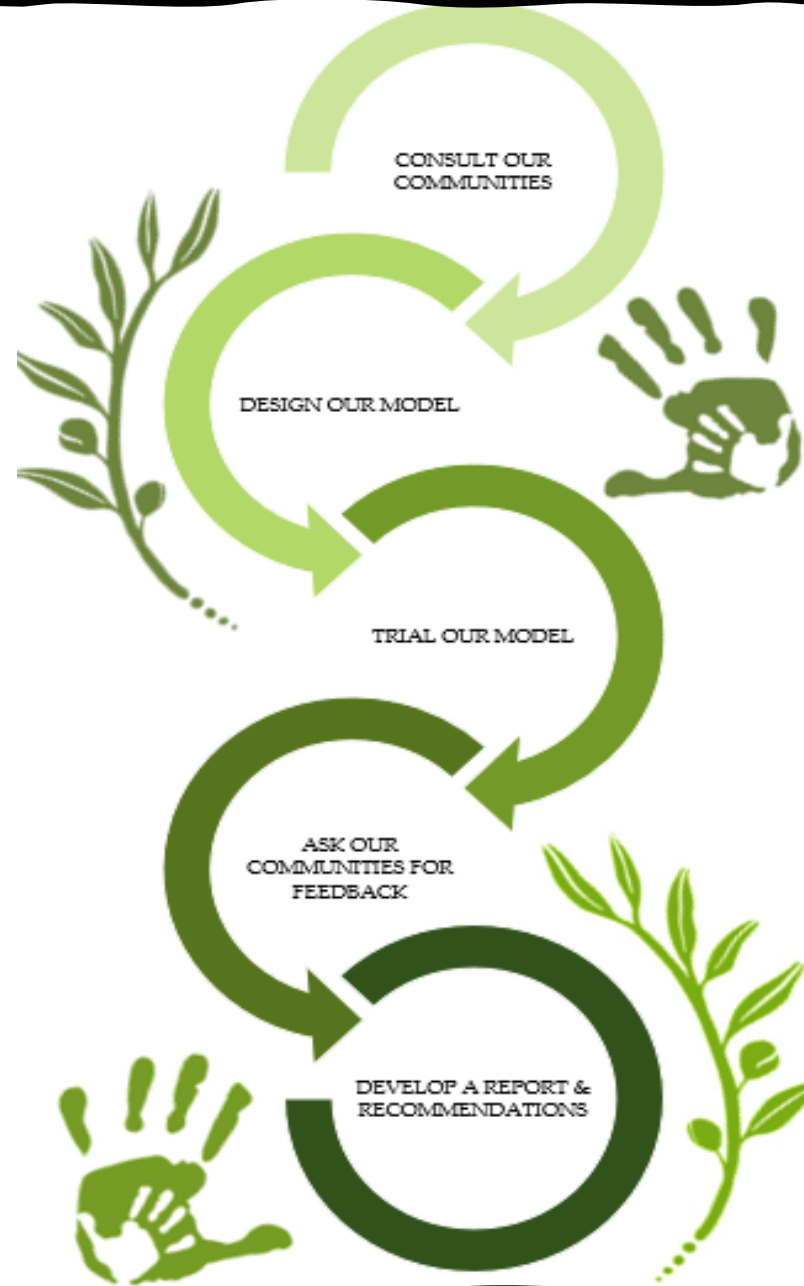 CONSULT OUR
COMMUNITIES
DESIGN OUR MODEL
TRIAL OUR MODEL
ASK OUR
COMMUNITIES FOR
FEEDBACK
DEVELOP A REPORT &
RECOMMENDATIONS